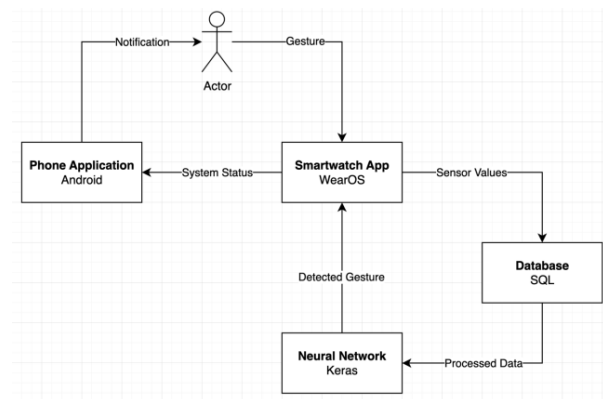 Notification
Gesture
Actor
Phone Application
Android
System Status
Smartwatch App
WearOS
Sensor Values
Database
SQL
Detected Gesture
Neural Network
Keras
Processed Data